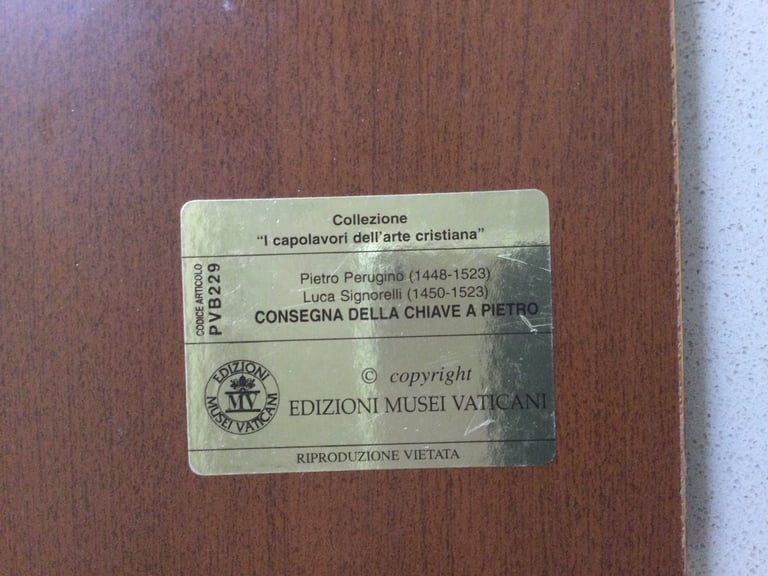 Collezione
"I capolavori dell'arte cristiana"
CODICE ARTICOLO
PVB229
Pietro Perugino (1448-1523)
Luca Signorelli (1450-1523)
CONSEGNA DELLA CHIAVE A PIETRO
EDIZIONI
MV
MUSEI VATICANI
© copyright
EDIZIONI MUSEI VATICANI
RIPRODUZIONE VIETATA